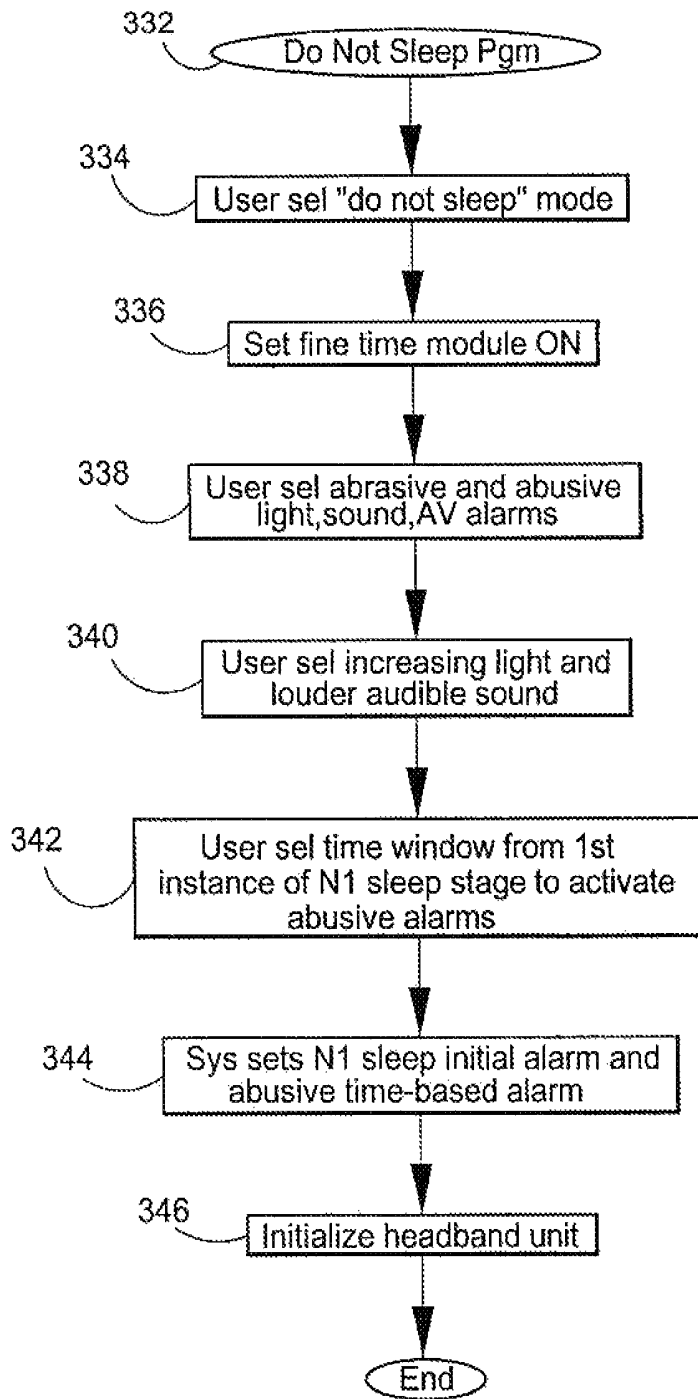 332
Do Not Sleep Pgm
334
User sel "do not sleep" mode
336
Set fine time module ON
338
User sel abrasive and abusive
light,sound,AV alarms
340
User sel increasing light and
louder audible sound
342
User sel time window from 1st
instance of N1 sleep stage to activate
abusive alarms
344
Sys sets N1 sleep initial alarm and
abusive time-based alarm
346
Initialize headband unit
End